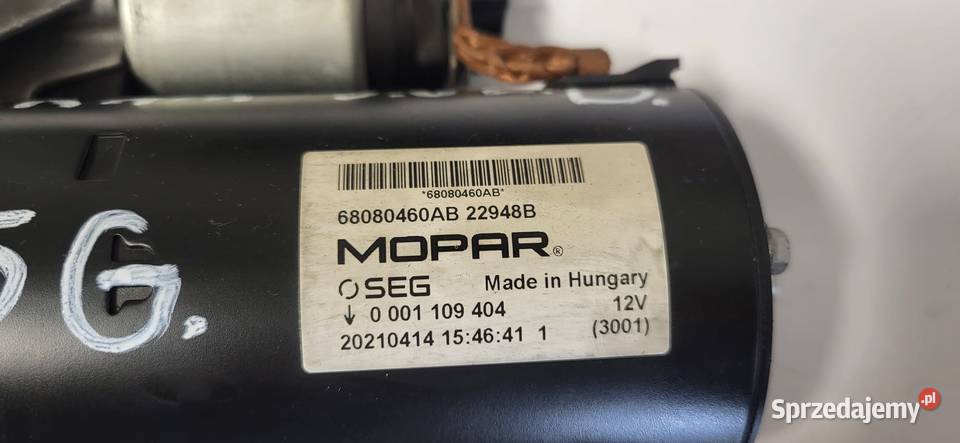 5G.
*68080460AB*
68080460AB 22948B
MOPAR®
SEG Made in Hungary
0 001 109 404 12V
20210414 15:46:41 1 (3001)
Sprzedajemy.pl